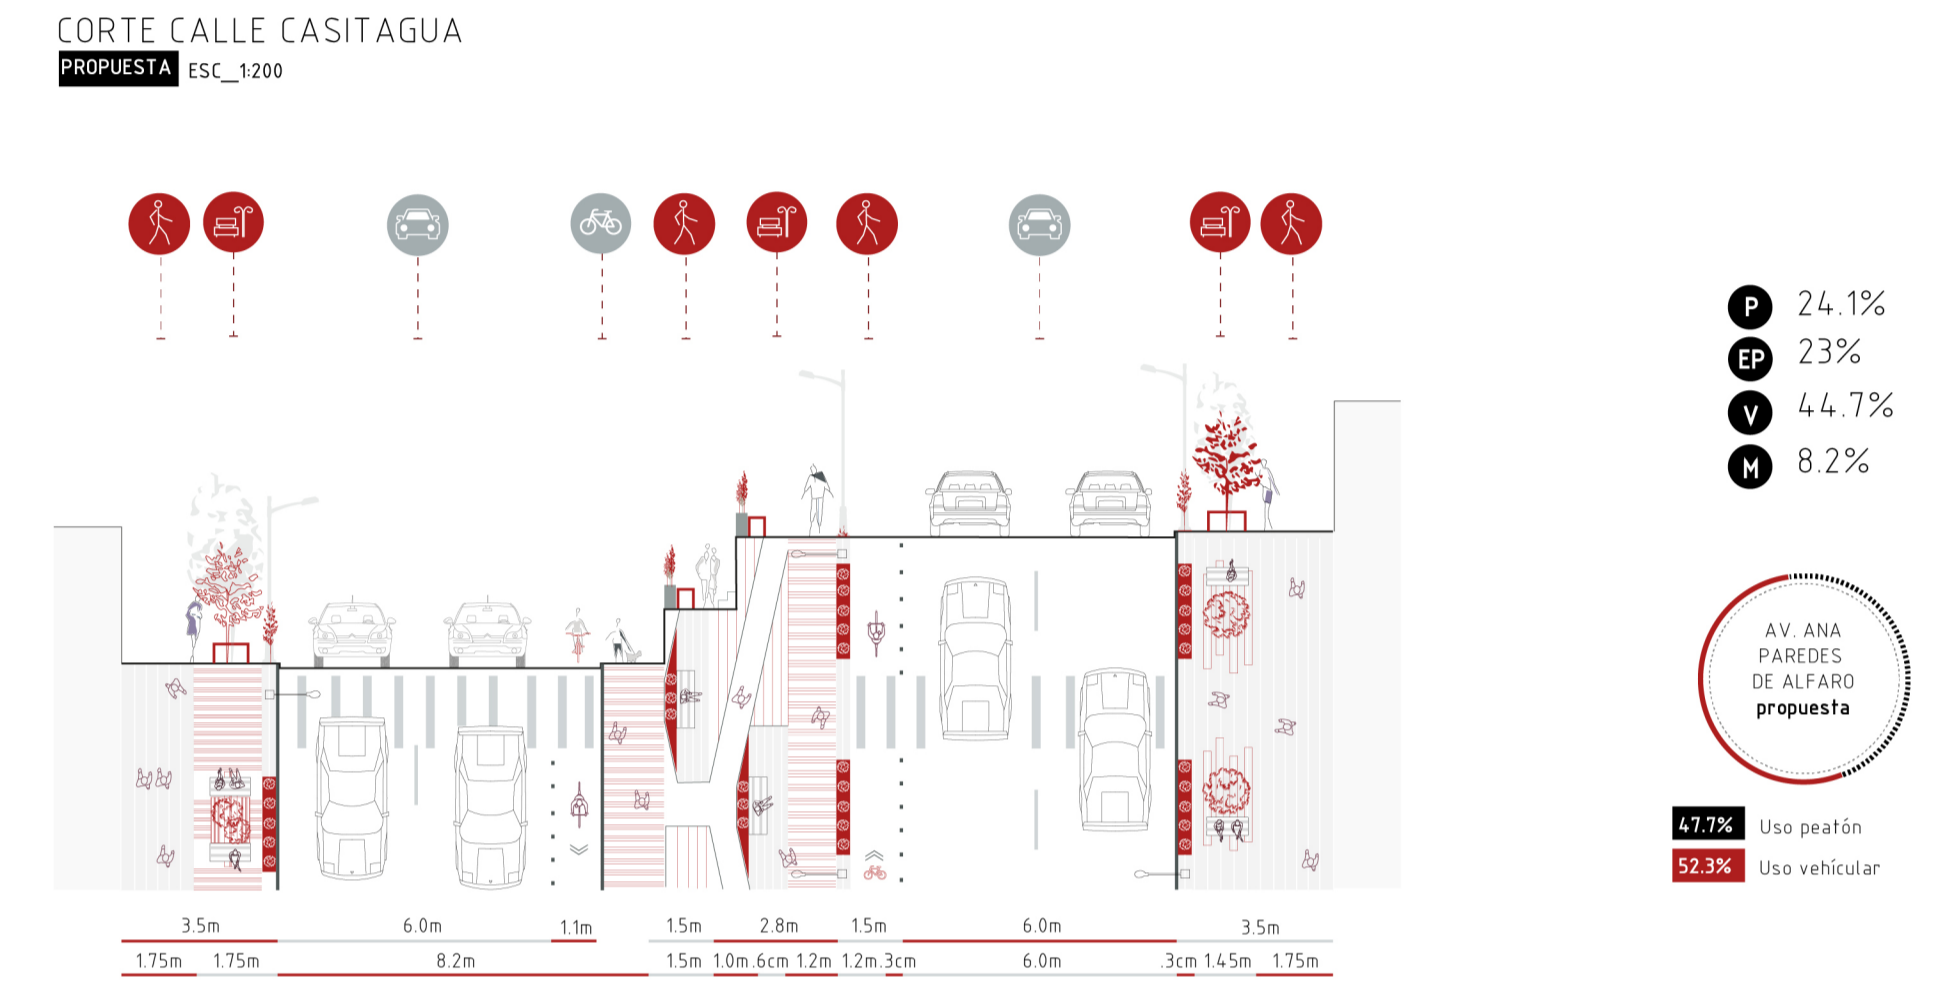 CORTE CALLE CASITAGUA
PROPUESTA ESC_1:200
P 24.1%
EP 23%
V 44.7%
M 8.2%
AV. ANA
PAREDES
DE ALFARO
propuesta
47.7% Uso peatón
52.3% Uso vehícular
3.5m 6.0m 1.1m 1.5m 2.8m 1.5m 6.0m 3.5m
1.75m 1.75m 8.2m 1.5m 1.0m .6cm 1.2m 1.2m .3cm 6.0m .3cm 1.45m 1.75m